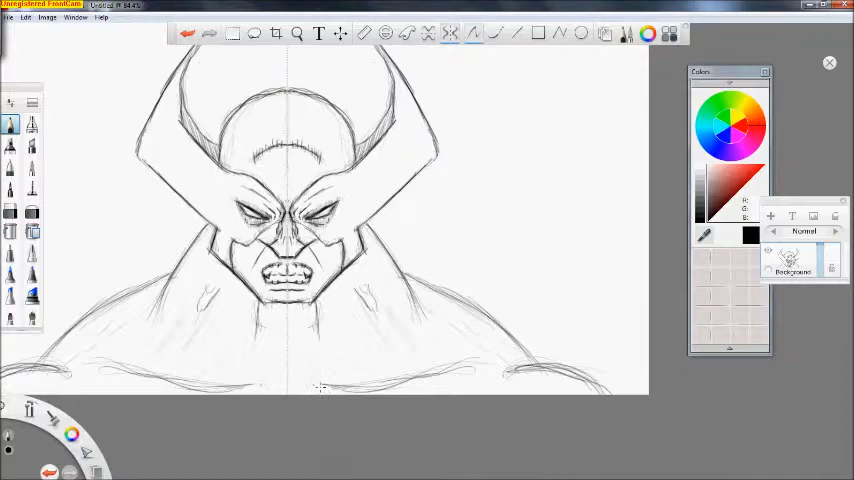 Unregistered FrontCam
Untitled @ 84.4%
File Edit Image Window Help
T
Colors
R:
G:
B:
T
Normal
Background